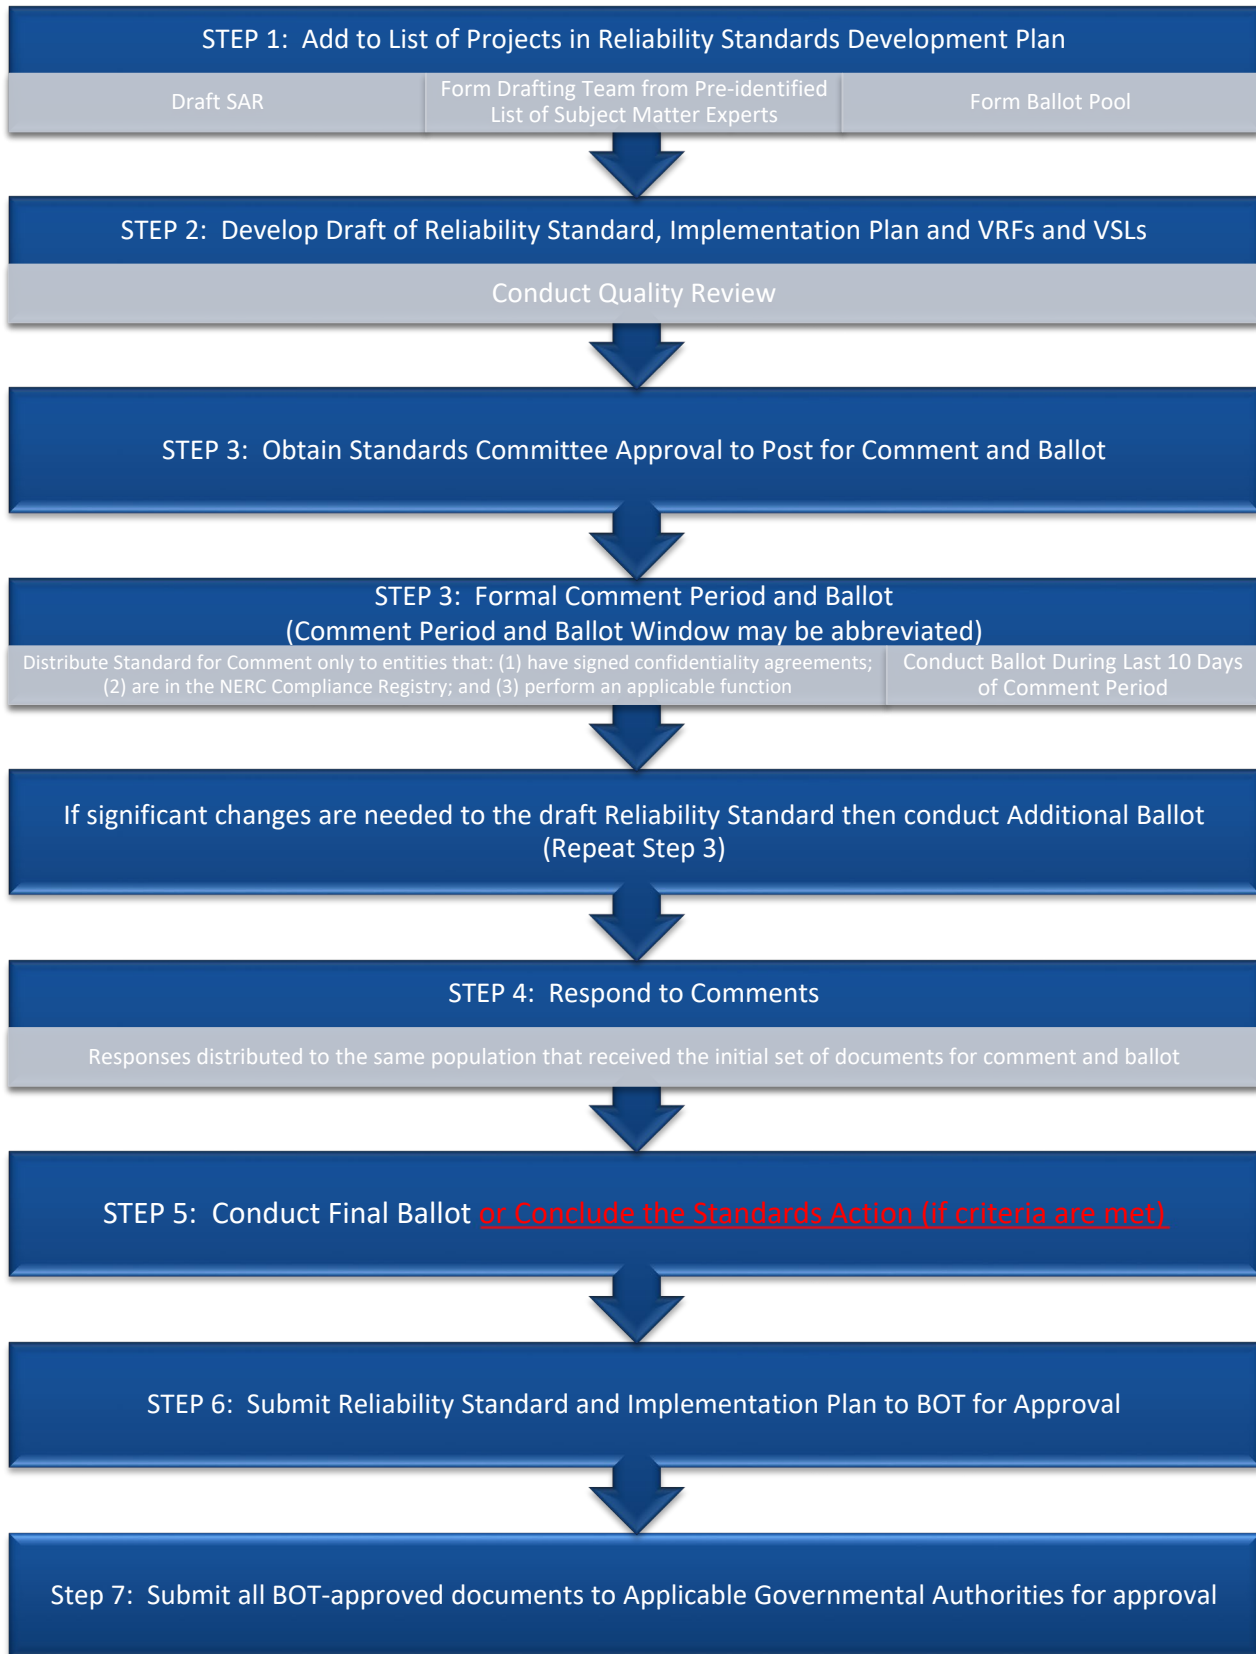 STEP 1: Add to List of Projects in Reliability Standards Development Plan
Draft SAR
Form Drafting Team from Pre-identified
List of Subject Matter Experts
Form Ballot Pool
STEP 2: Develop Draft of Reliability Standard, Implementation Plan and VRFs and VSLs
Conduct Quality Review
STEP 3: Obtain Standards Committee Approval to Post for Comment and Ballot
STEP 3: Formal Comment Period and Ballot
(Comment Period and Ballot Window may be abbreviated)
Distribute Standard for Comment only to entities that: (1) have signed confidentiality agreements;
(2) are in the NERC Compliance Registry; and (3) perform an applicable function
Conduct Ballot During Last 10 Days
of Comment Period
If significant changes are needed to the draft Reliability Standard then conduct Additional Ballot
(Repeat Step 3)
STEP 4: Respond to Comments
Responses distributed to the same population that received the initial set of documents for comment and ballot
STEP 5: Conduct Final Ballot or Conclude the Standards Action (if criteria are met)
STEP 6: Submit Reliability Standard and Implementation Plan to BOT for Approval
Step 7: Submit all BOT-approved documents to Applicable Governmental Authorities for approval